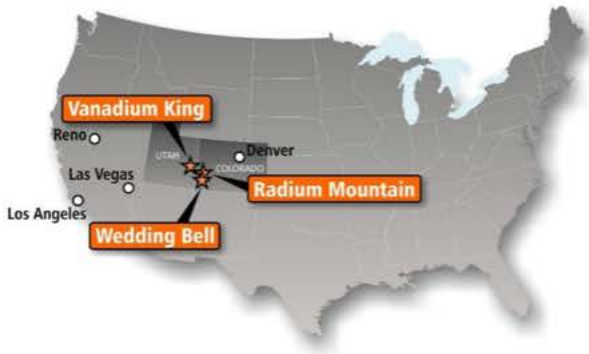 Vanadium King
Reno
UTAH
Denver
COLORADO
Las Vegas
Radium Mountain
Los Angeles
Wedding Bell